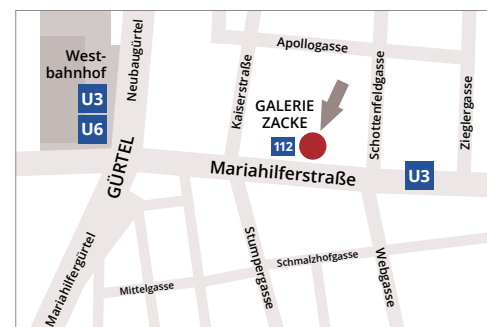 West-
bahnhof
U3
U6
Neubaugürtel
GÜRTEL
Mariahilfergürtel
Kaiserstraße
Apollogasse
Schottenfeldgasse
Zieglergasse
GALERIE
ZACKE
112
Mariahilferstraße
U3
Stumpergasse
Schmalzhofgasse
Webgasse
Mittelgasse